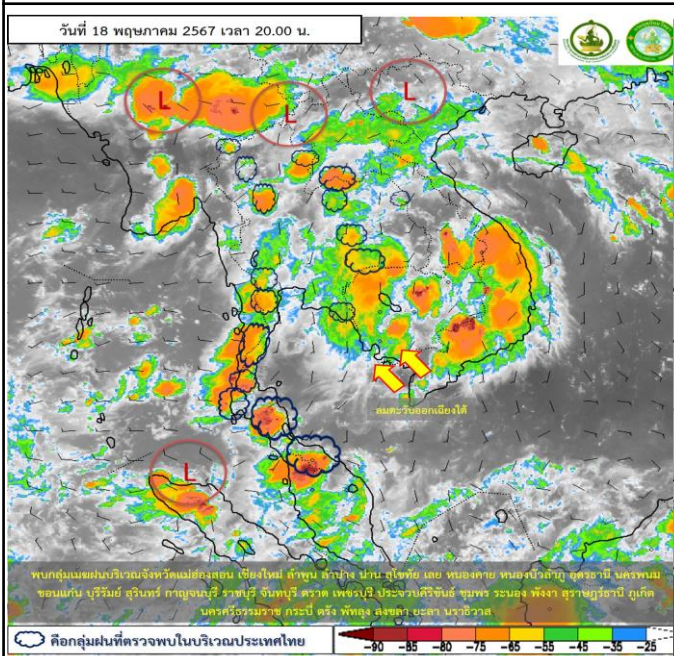 วันที่ 18 พฤษภาคม 2567 เวลา 20.00 น.
L
L
L
ลมตะวันออกเฉียงใต้
L
พบกลุ่มเมฆฝนบริเวณจังหวัดแม่ฮ่องสอน เชียงใหม่ ลำพูน ลำปาง น่าน สุโขทัย เลย หนองคาย หนองบัวลำภู อุดรธานี นครพนม
ขอนแก่น บุรีรัมย์ สุรินทร์ กาญจนบุรี ราชบุรี จันทบุรี ตราด เพชรบุรี ประจวบคีรีขันธ์ ชุมพร ระนอง พังงา สุราษฎร์ธานี ภูเก็ต
นครศรีธรรมราช กระบี่ ตรัง พัทลุง สงขลา ยะลา นราธิวาส
คือกลุ่มฝนที่ตรวจพบในบริเวณประเทศไทย
-90 -85 -80 -75 -70 -65 -55 -45 -35 -25